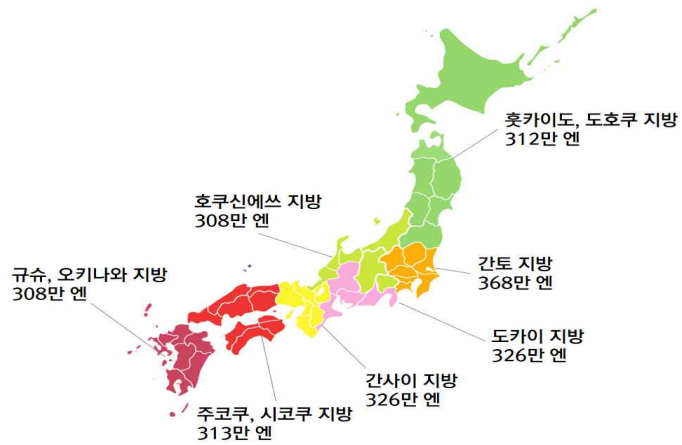 홋카이도, 도호쿠 지방
312만 엔
호쿠신에쓰 지방
308만 엔
간토 지방
368만 엔
규슈, 오키나와 지방
308만 엔
도카이 지방
326만 엔
간사이 지방
326만 엔
주코쿠, 시코쿠 지방
313만 엔